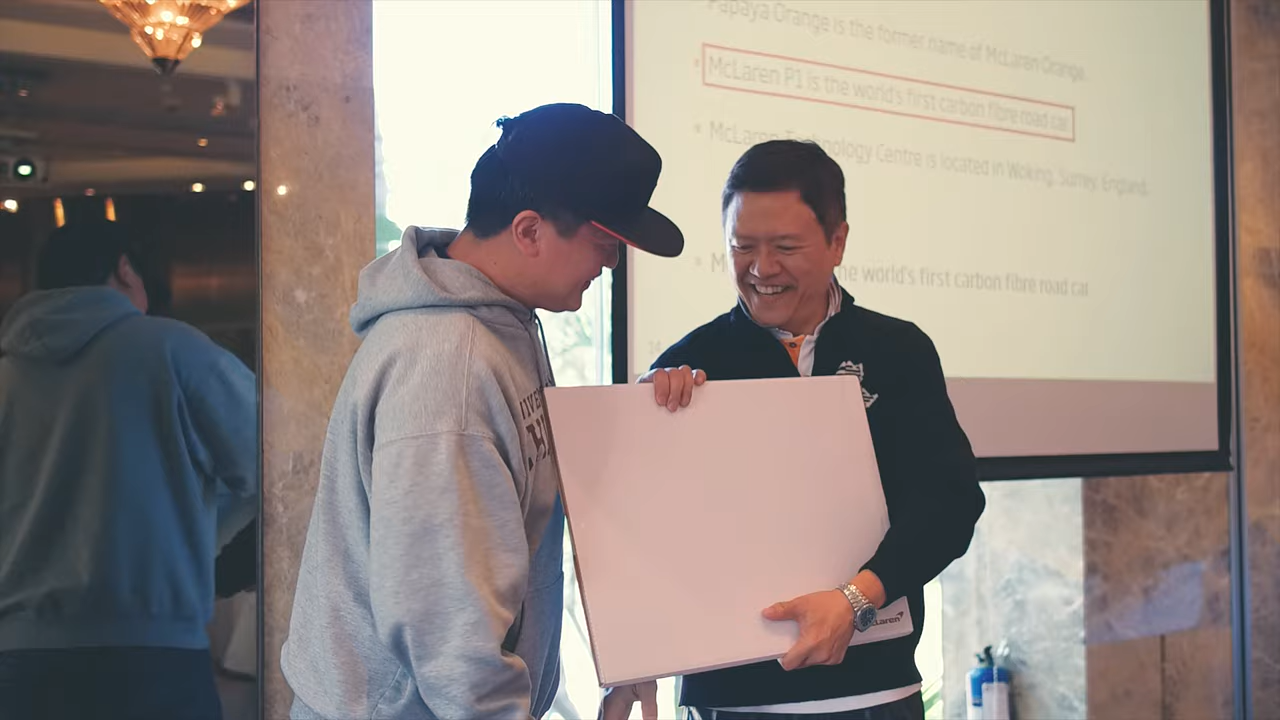 Papaya Orange is the former name of McLaren Orange.
McLaren P1 is the world's first carbon fibre road car
McLaren Technology Centre is located in Woking, Surrey, England.
the world's first carbon fibre road car
McLaren